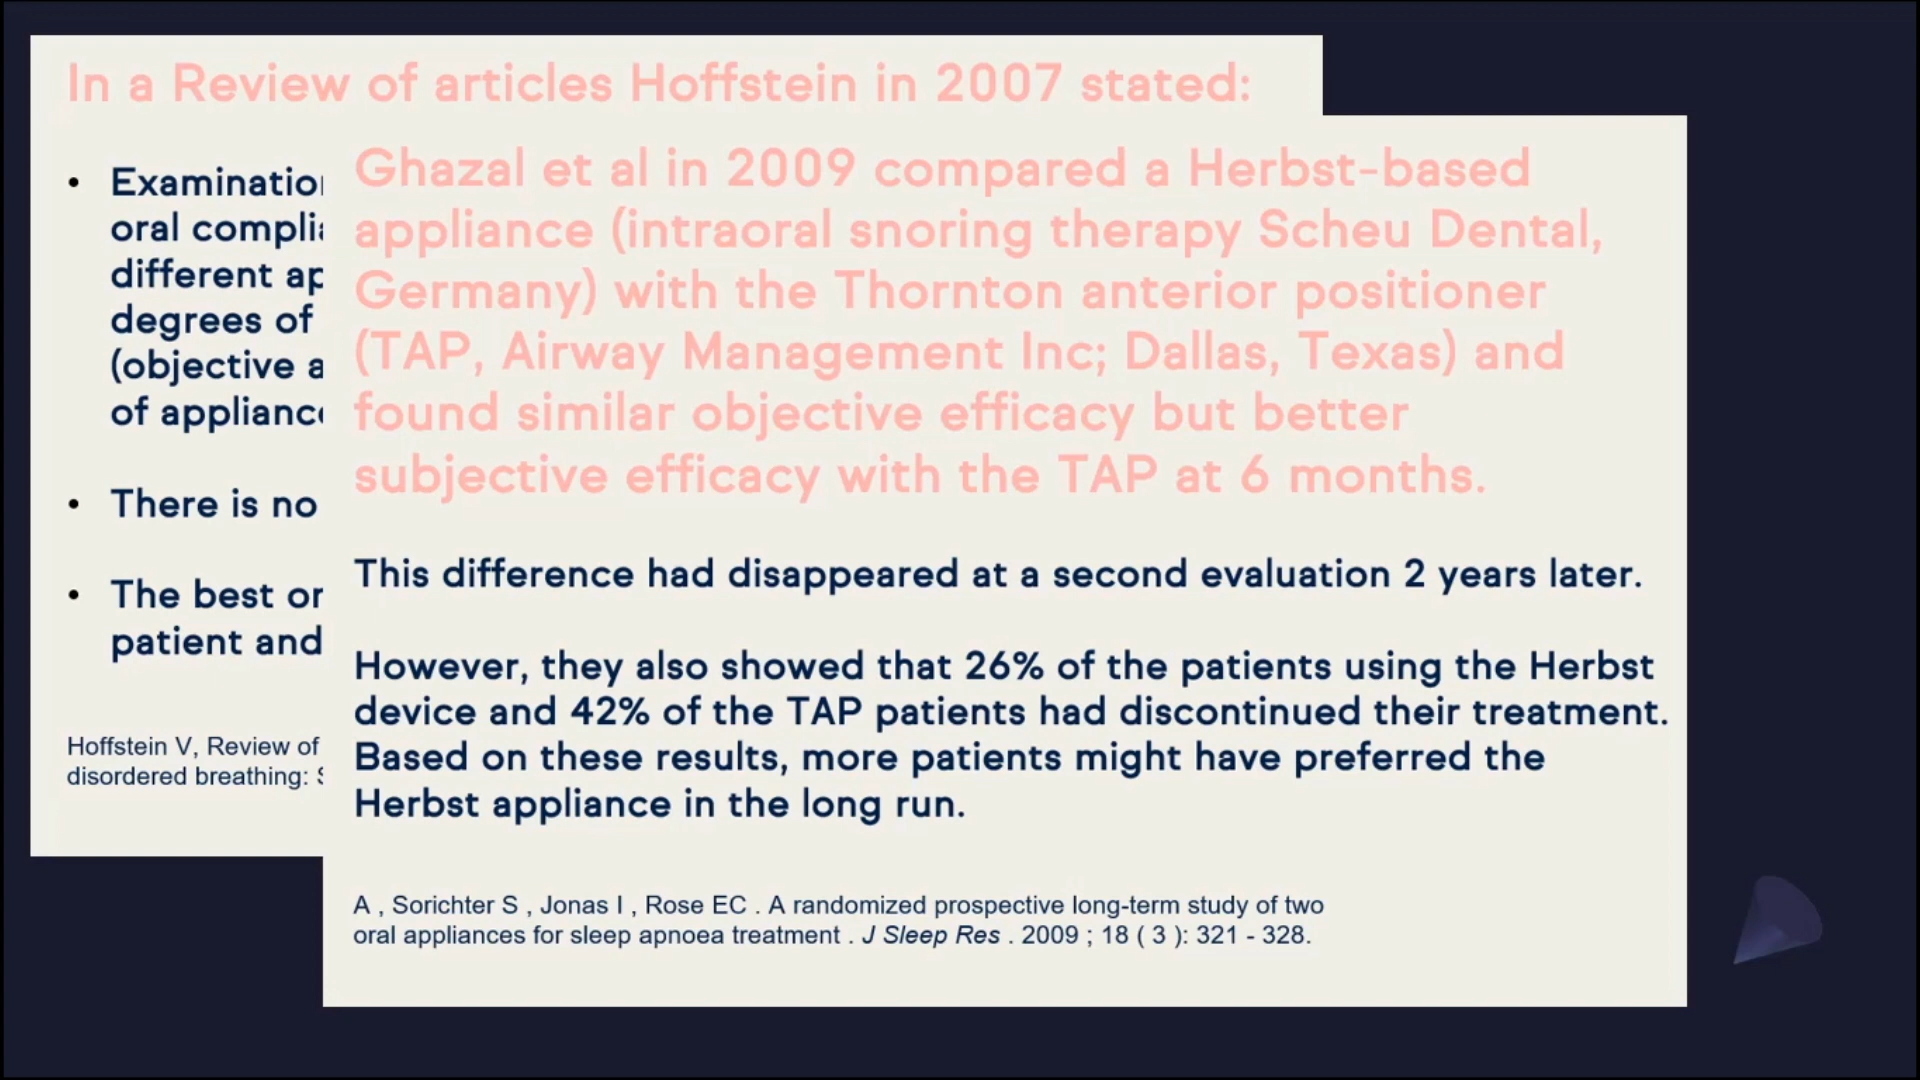 In a Review of articles Hoffstein in 2007 stated:
• 
oral
different
degrees of
(objective
of
• There is no
• The best
patient and
Hoffstein V, Review of
disordered breathing:
Ghazal et al in 2009 compared a Herbst-based
appliance (intraoral snoring therapy Scheu Dental,
Germany) with the Thornton anterior positioner
(TAP, Airway Management Inc; Dallas, Texas) and
found similar objective efficacy but better
subjective efficacy with the TAP at 6 months.
This difference had disappeared at a second evaluation 2 years later.
However, they also showed that 26% of the patients using the Herbst
device and 42% of the TAP patients had discontinued their treatment.
Based on these results, more patients might have preferred the
Herbst appliance in the long run.
A , Sorichter S , Jonas I , Rose EC . A randomized prospective long-term study of two
oral appliances for sleep apnoea treatment . J Sleep Res . 2009 ; 18 ( 3 ): 321 - 328.